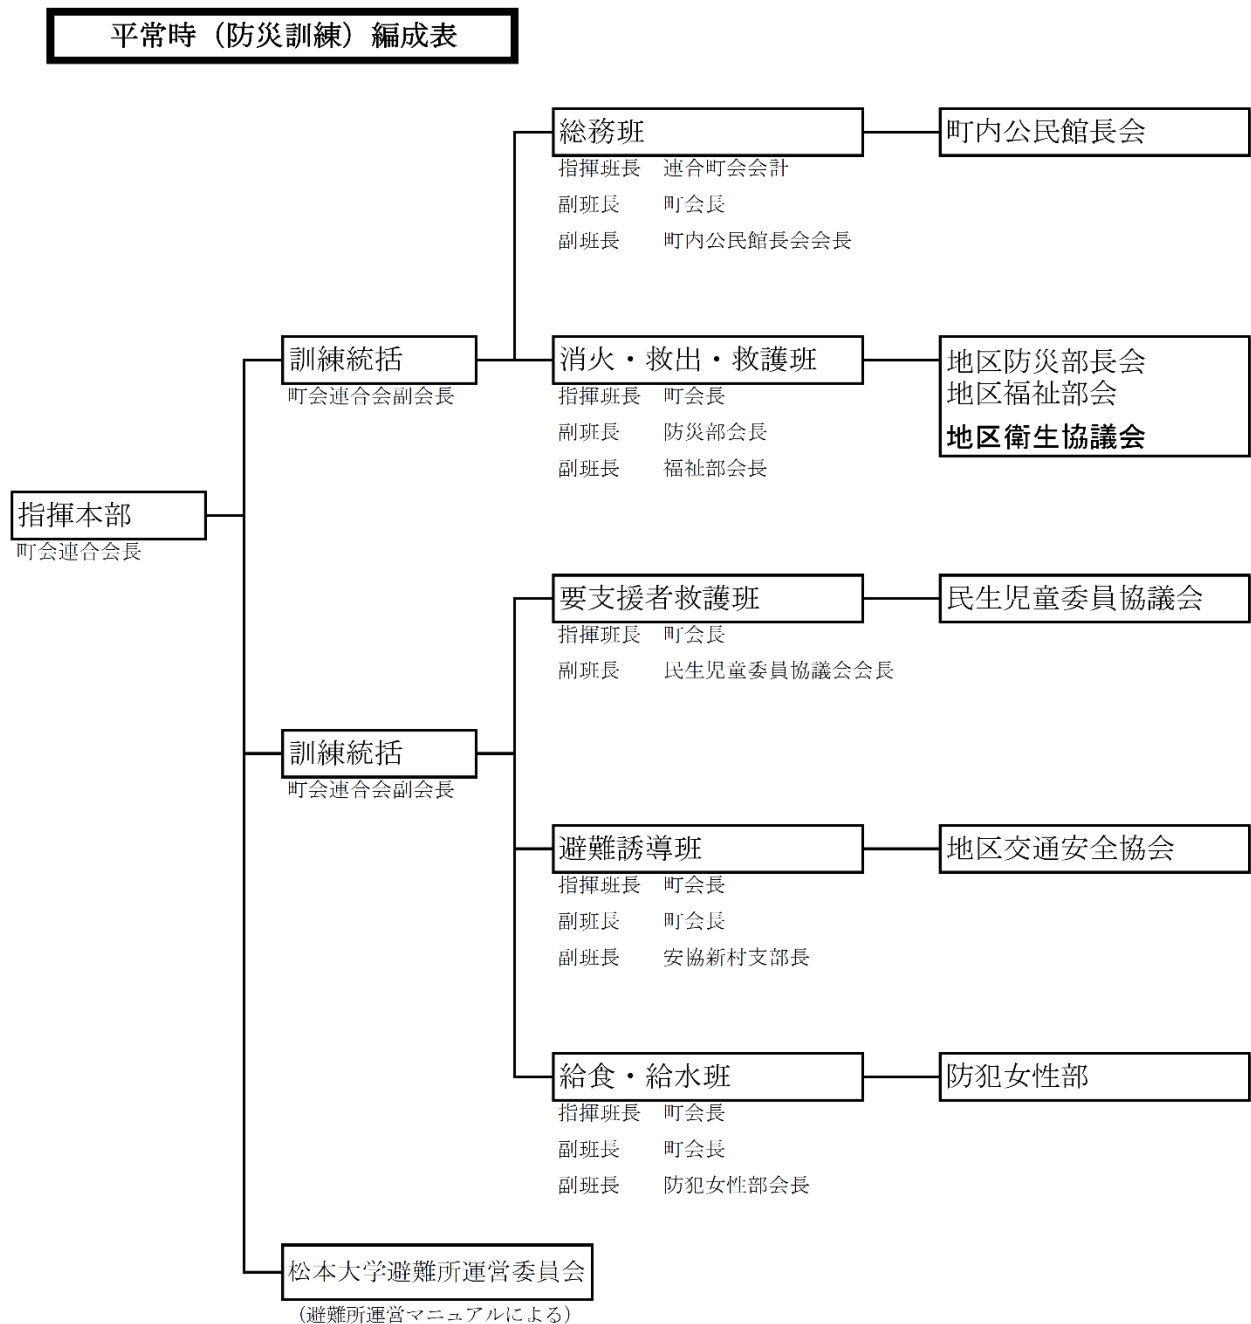 平常時（防災訓練）編成表
総務班
町内公民館長会
指揮班長 連合町会会計
副班長 町会長
副班長 町内公民館長会会長
訓練統括
町会連合会副会長
消火・救出・救護班
地区防災部長会
地区福祉部会
地区衛生協議会
指揮班長 町会長
副班長 防災部会長
副班長 福祉部会長
指揮本部
町会連合会長
要支援者救護班
民生児童委員協議会
指揮班長 町会長
副班長 民生児童委員協議会会長
訓練統括
町会連合会副会長
避難誘導班
地区交通安全協会
指揮班長 町会長
副班長 町会長
副班長 安協新村支部長
給食・給水班
防犯女性部
指揮班長 町会長
副班長 町会長
副班長 防犯女性部会長
松本大学避難所運営委員会
（避難所運営マニュアルによる）